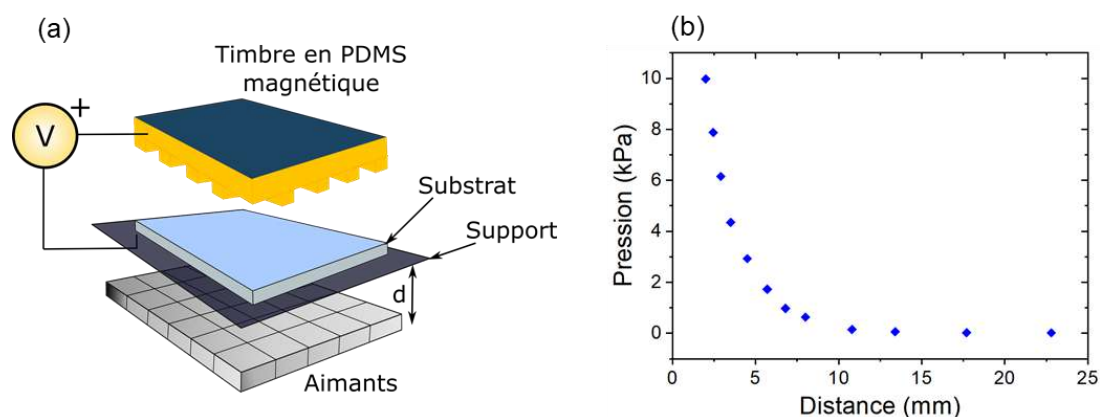 (a)
Timbre en PDMS
magnétique
+
V
Substrat
Support
d
Aimants
(b)
Pression (kPa)
10
8
6
4
2
0
0 5 10 15 20 25
Distance (mm)